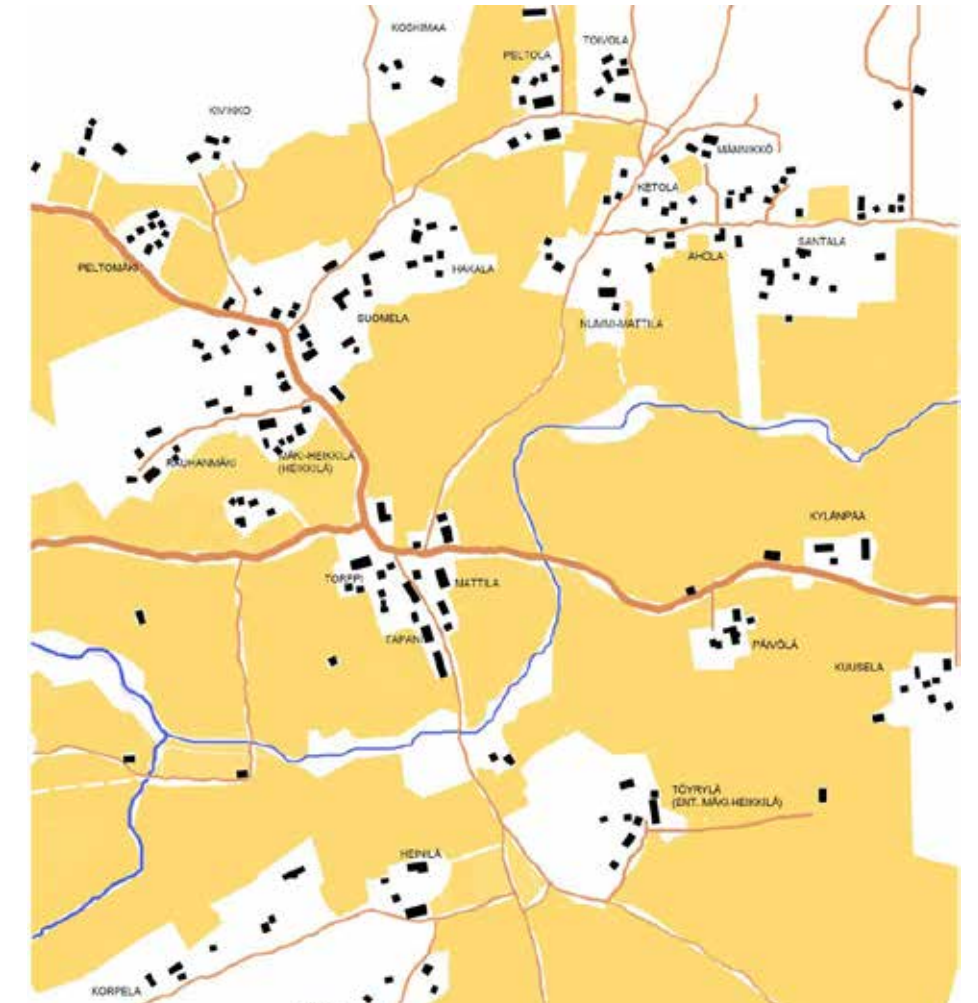 KOSKIMAA
TOIVOLA
PELTOLA
KIVIKKO
MÄNNIKKÖ
KETOLA
SANTALA
AHOLA
HAKALA
PELTOMÄKI
SUOMELA
NUMMI-MATTILA
MÄKI-HEIKKILÄ
(HEIKKILÄ)
RAUHANMÄKI
KYLÄNPÄÄ
TORPPI
MATTILA
TAPANI
PÄIVÖLÄ
KUUSELA
TÖYRYLÄ
(ENT. MÄKI-HEIKKILÄ)
HEINILÄ
KORPELA